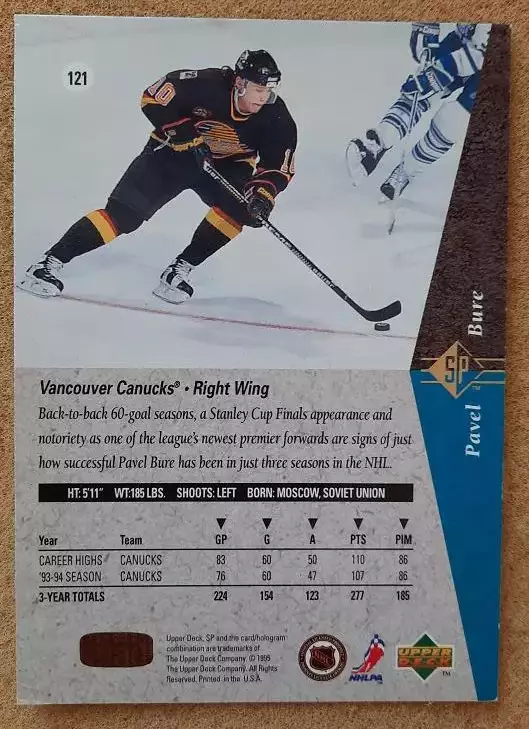 121
10
10
Pavel Bure
SP
TM
Vancouver Canucks® • Right Wing
Back-to-back 60-goal seasons, a Stanley Cup Finals appearance and
notoriety as one of the league's newest premier forwards are signs of just
how successful Pavel Bure has been in just three seasons in the NHL.
HT: 5'11" WT:185 LBS. SHOOTS: LEFT BORN: MOSCOW, SOVIET UNION
Year Team GP G A PTS PIM
CAREER HIGHS CANUCKS 83 60 50 110 86
'93-94 SEASON CANUCKS 76 60 47 107 86
3-YEAR TOTALS 224 154 123 277 185
Upper Deck, SP and the card/hologram
combination are trademarks of
The Upper Deck Company. © 1995
The Upper Deck Company. All Rights
Reserved. Printed in the U.S.A.
NHLPA
UPPER
DECK
TM